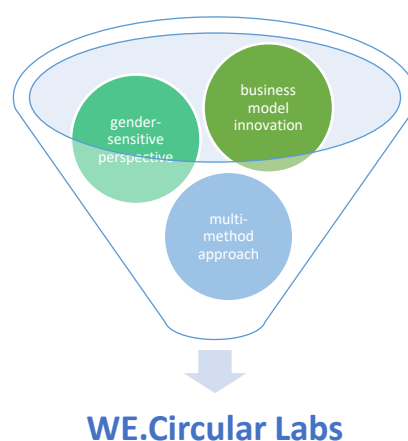 business
model
innovation
gender-
sensitive
perspective
multi-
method
approach
WE.Circular Labs